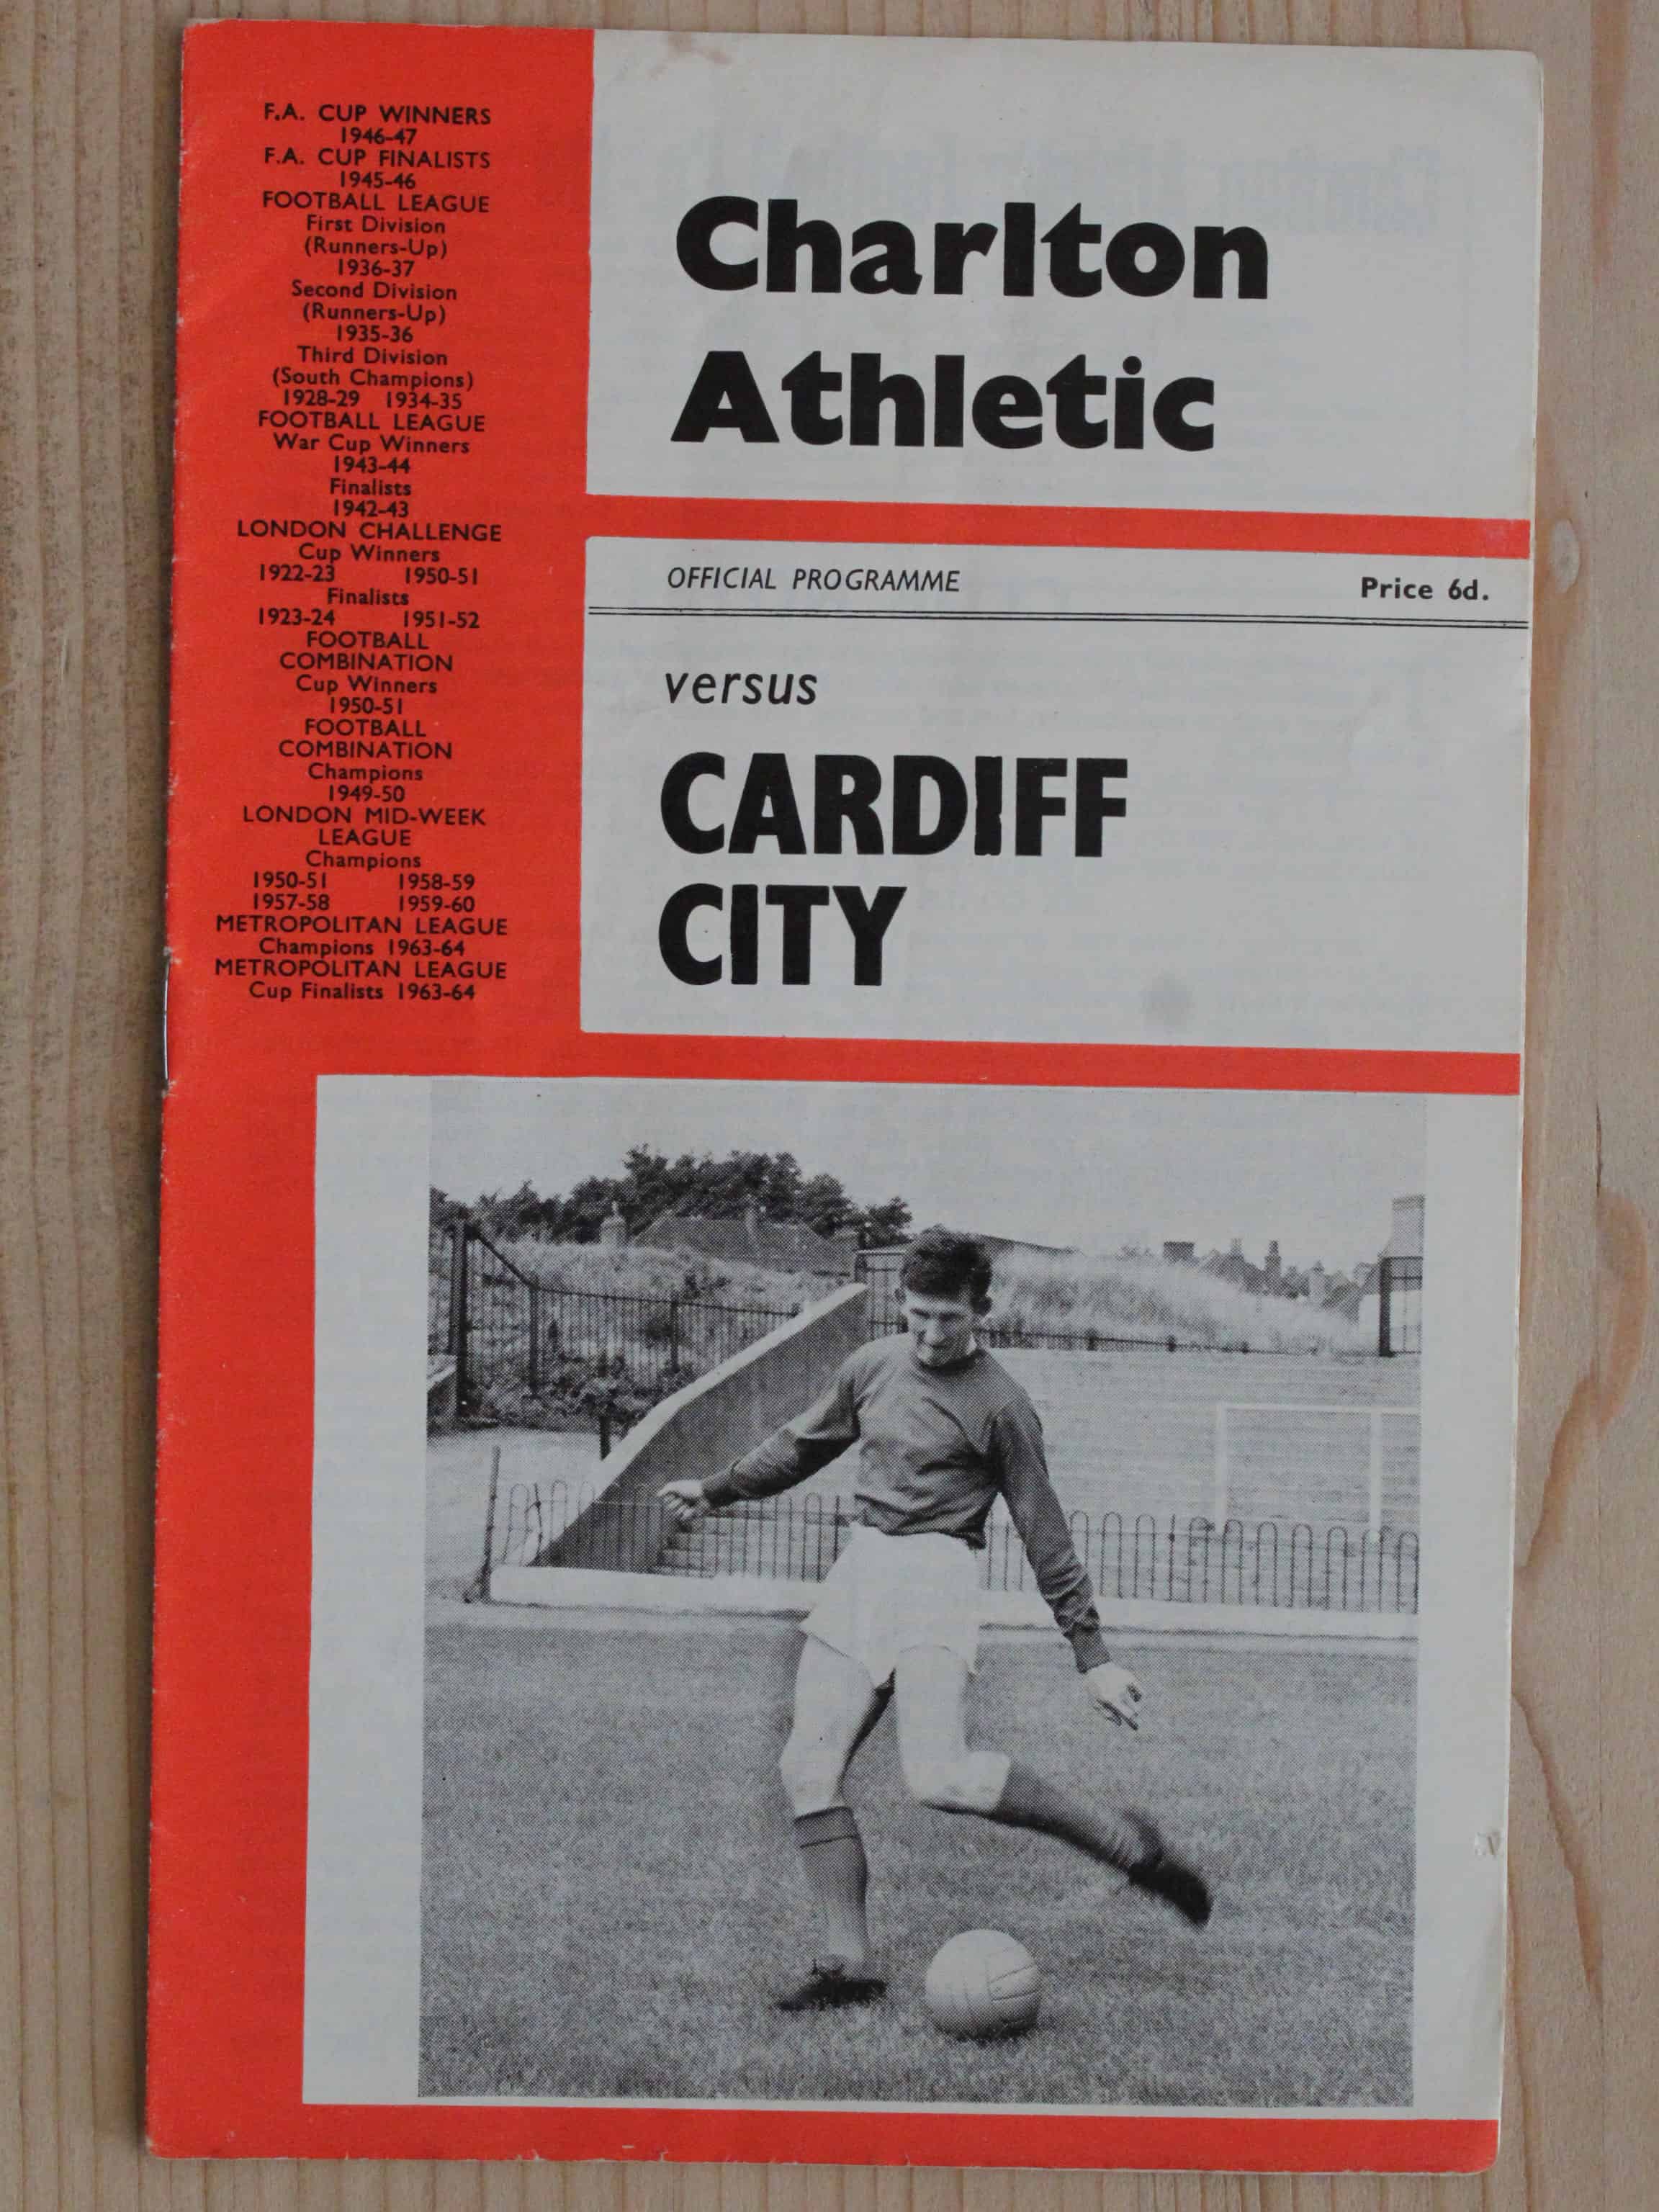 F.A. CUP WINNERS
1946-47
F.A. CUP FINALISTS
1945-46
FOOTBALL LEAGUE
First Division
(Runners-Up)
1936-37
Second Division
(Runners-Up)
1935-36
Third Division
(South Champions)
1928-29 1934-35
FOOTBALL LEAGUE
War Cup Winners
1943-44
Finalists
1942-43
LONDON CHALLENGE
Cup Winners
1922-23 1950-51
Finalists
1923-24 1951-52
FOOTBALL
COMBINATION
Cup Winners
1950-51
FOOTBALL
COMBINATION
Champions
1949-50
LONDON MID-WEEK
LEAGUE
Champions
1950-51 1958-59
1957-58 1959-60
METROPOLITAN LEAGUE
Champions 1963-64
METROPOLITAN LEAGUE
Cup Finalists 1963-64
Charlton
Athletic
OFFICIAL PROGRAMME Price 6d.
versus
CARDIFF
CITY